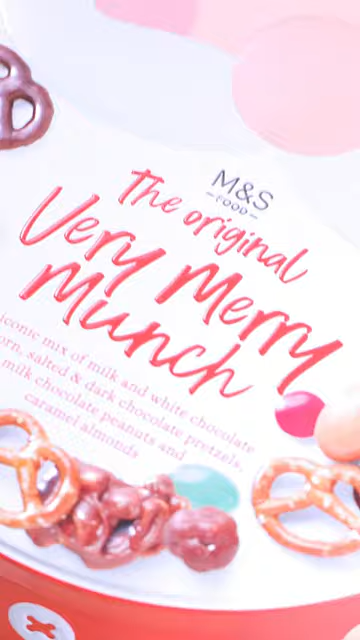 M&S
FOOD
The original
Very Merry
Munch
iconic mix of milk and white chocolate
salted & dark chocolate pretzels,
milk chocolate peanuts and
caramel almonds